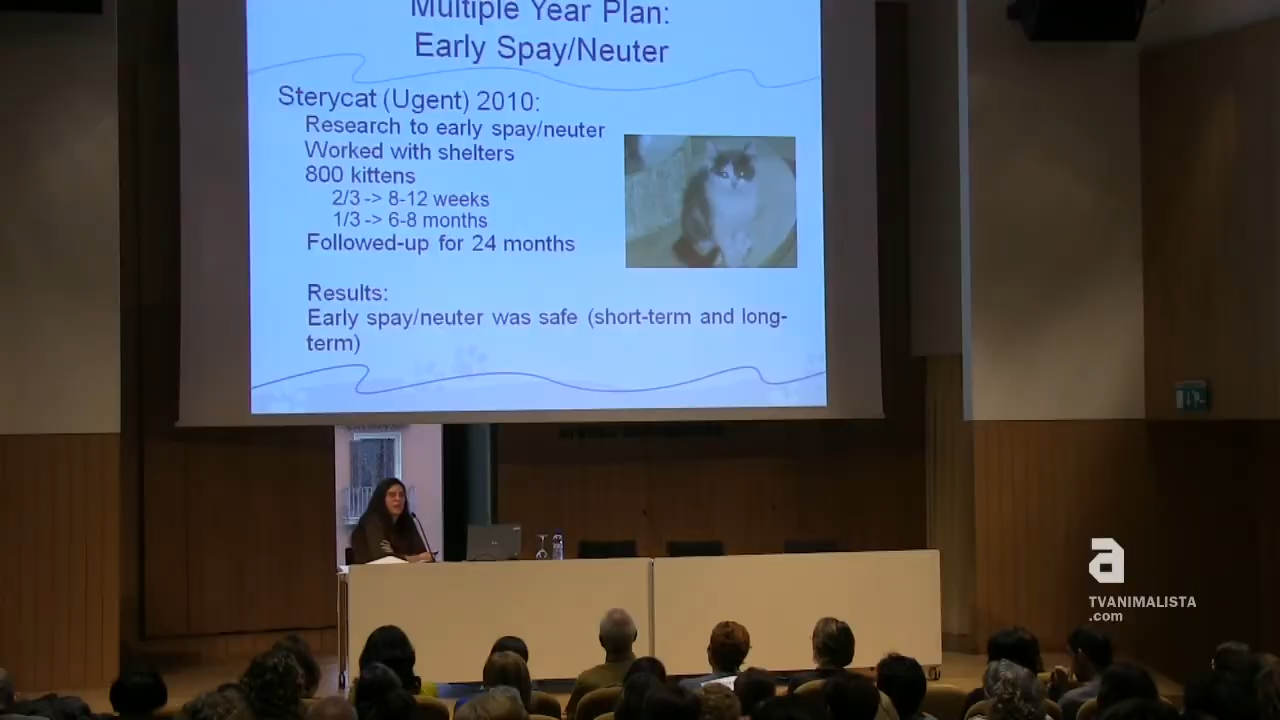 Multiple Year Plan:
Early Spay/Neuter
Sterycat (Ugent) 2010:
Research to early spay/neuter
Worked with shelters
800 kittens
2/3 -> 8-12 weeks
1/3 -> 6-8 months
Followed-up for 24 months
Results:
Early spay/neuter was safe (short-term and long-
term)
a
TVANIMALISTA
.com